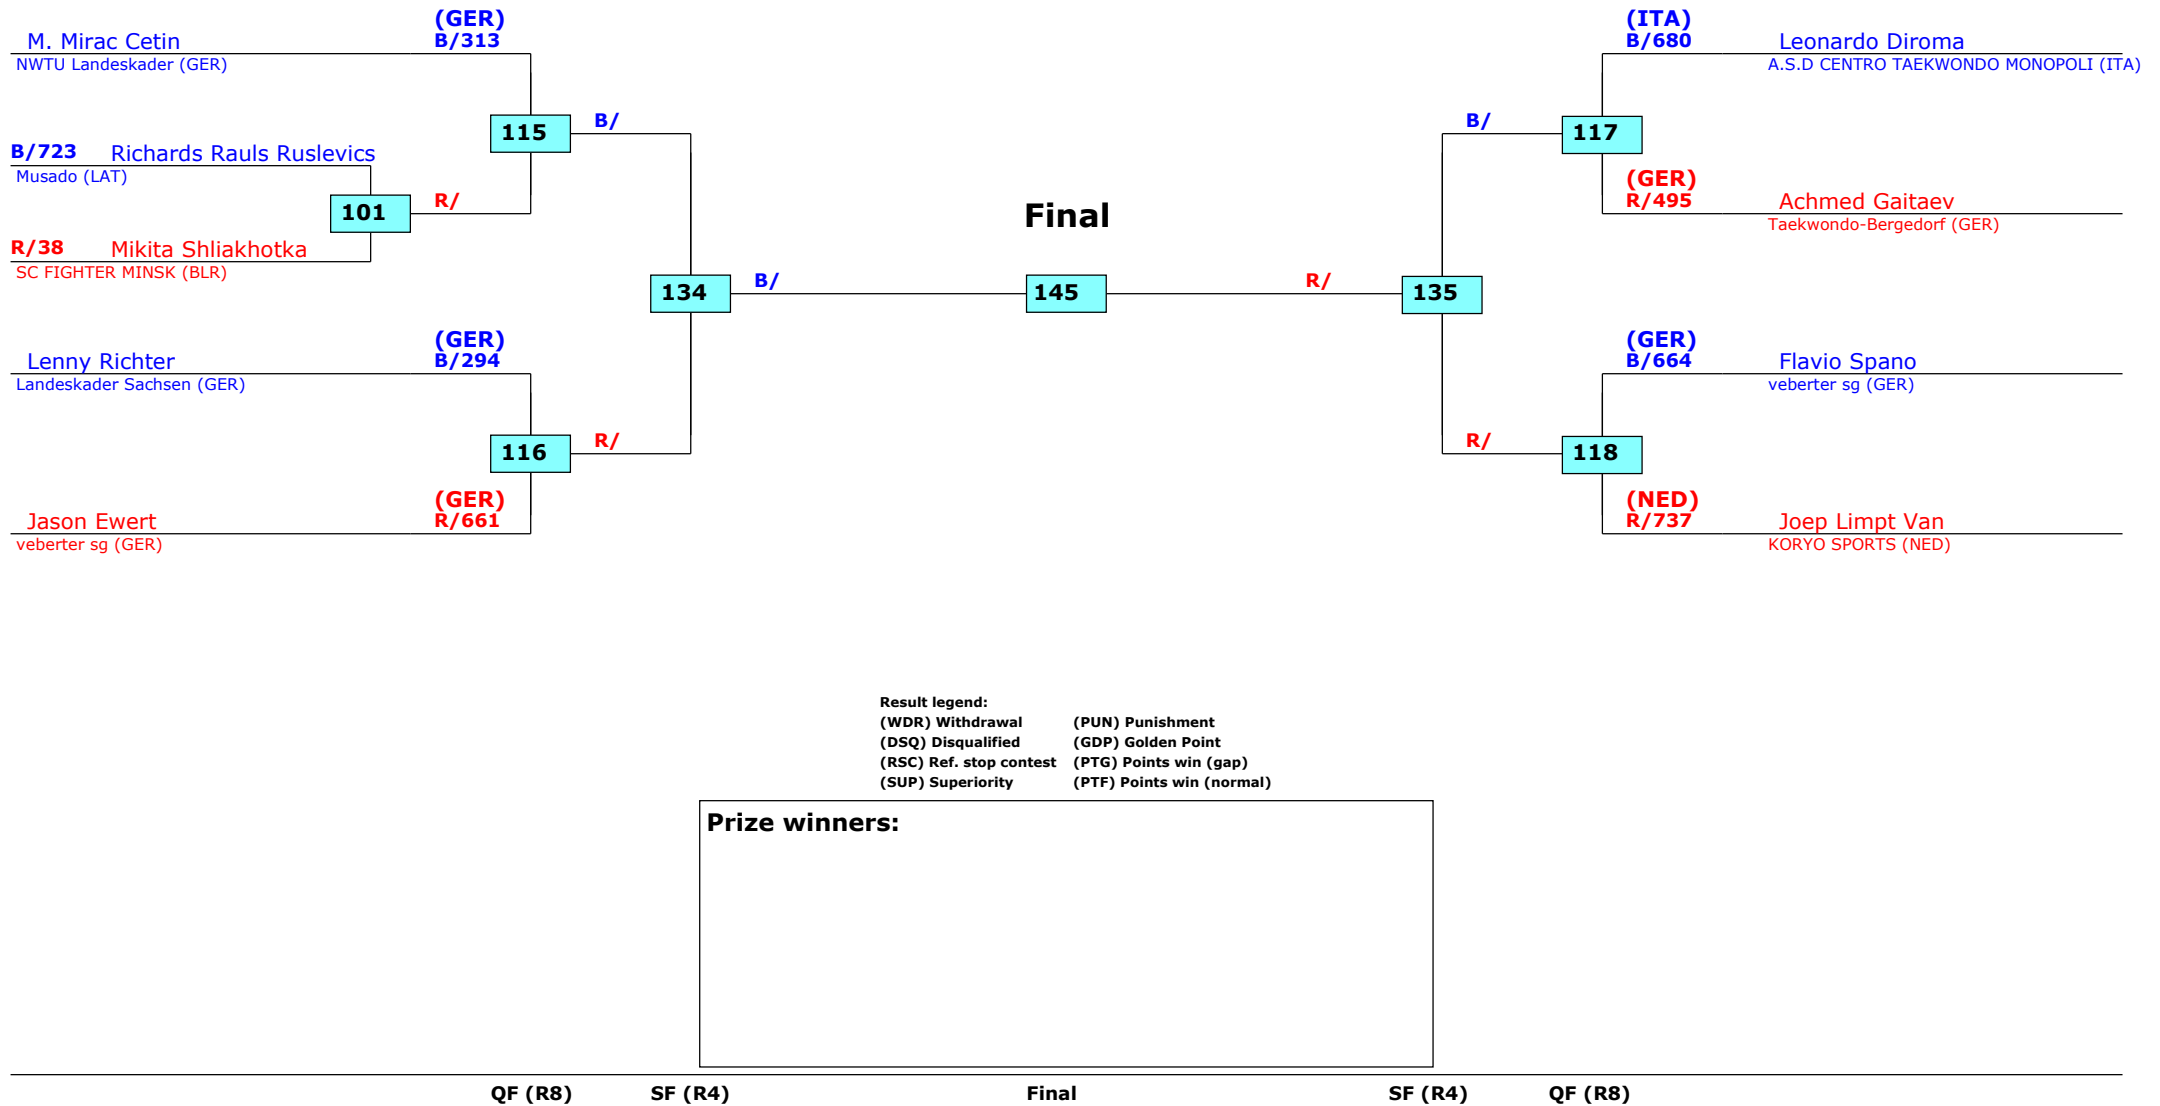 (GER)
B/313
M. Mirac Cetin
NWTU Landeskader (GER)
115
B/
B/723 Richards Rauls Ruslevics
Musado (LAT)
101
R/
R/38 Mikita Shliakhotka
SC FIGHTER MINSK (BLR)
134
B/
(GER)
B/294
Lenny Richter
Landeskader Sachsen (GER)
116
R/
(GER)
R/661
Jason Ewert
veberter sg (GER)
Final
145
(ITA)
B/680
Leonardo Diroma
A.S.D CENTRO TAEKWONDO MONOPOLI (ITA)
B/
117
(GER)
R/495
Achmed Gaitaev
Taekwondo-Bergedorf (GER)
R/
135
(GER)
B/664
Flavio Spano
veberter sg (GER)
R/
118
(NED)
R/737
Joep Limpt Van
KORYO SPORTS (NED)
Result legend:
(WDR) Withdrawal (PUN) Punishment
(DSQ) Disqualified (GDP) Golden Point
(RSC) Ref. stop contest (PTG) Points win (gap)
(SUP) Superiority (PTF) Points win (normal)
Prize winners:
QF (R8) SF (R4) Final SF (R4) QF (R8)